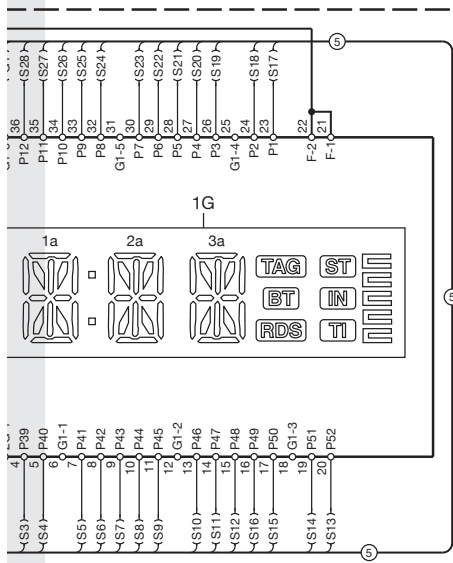 5
S28 S27 S26 S25 S24 S23 S22 S21 S20 S19 S18 S17
36 35 34 33 32 31 30 29 28 27 26 25 24 23 22 21
P12 P11 P10 P9 P8 G1-5 P7 P6 P5 P4 P3 G1-4 P2 P1 F-2 F-1
1G
1a 2a 3a
TAG ST
BT IN
RDS TI
5
P39 P40 G1-1 P41 P42 P43 P44 P45 G1-2 P46 P47 P48 P49 P50 G1-3 P51 P52
4 5 6 7 8 9 10 11 12 13 14 15 16 17 18 19 20
S3 S4 S5 S6 S7 S8 S9 S10 S11 S12 S16 S15 S14 S13
5